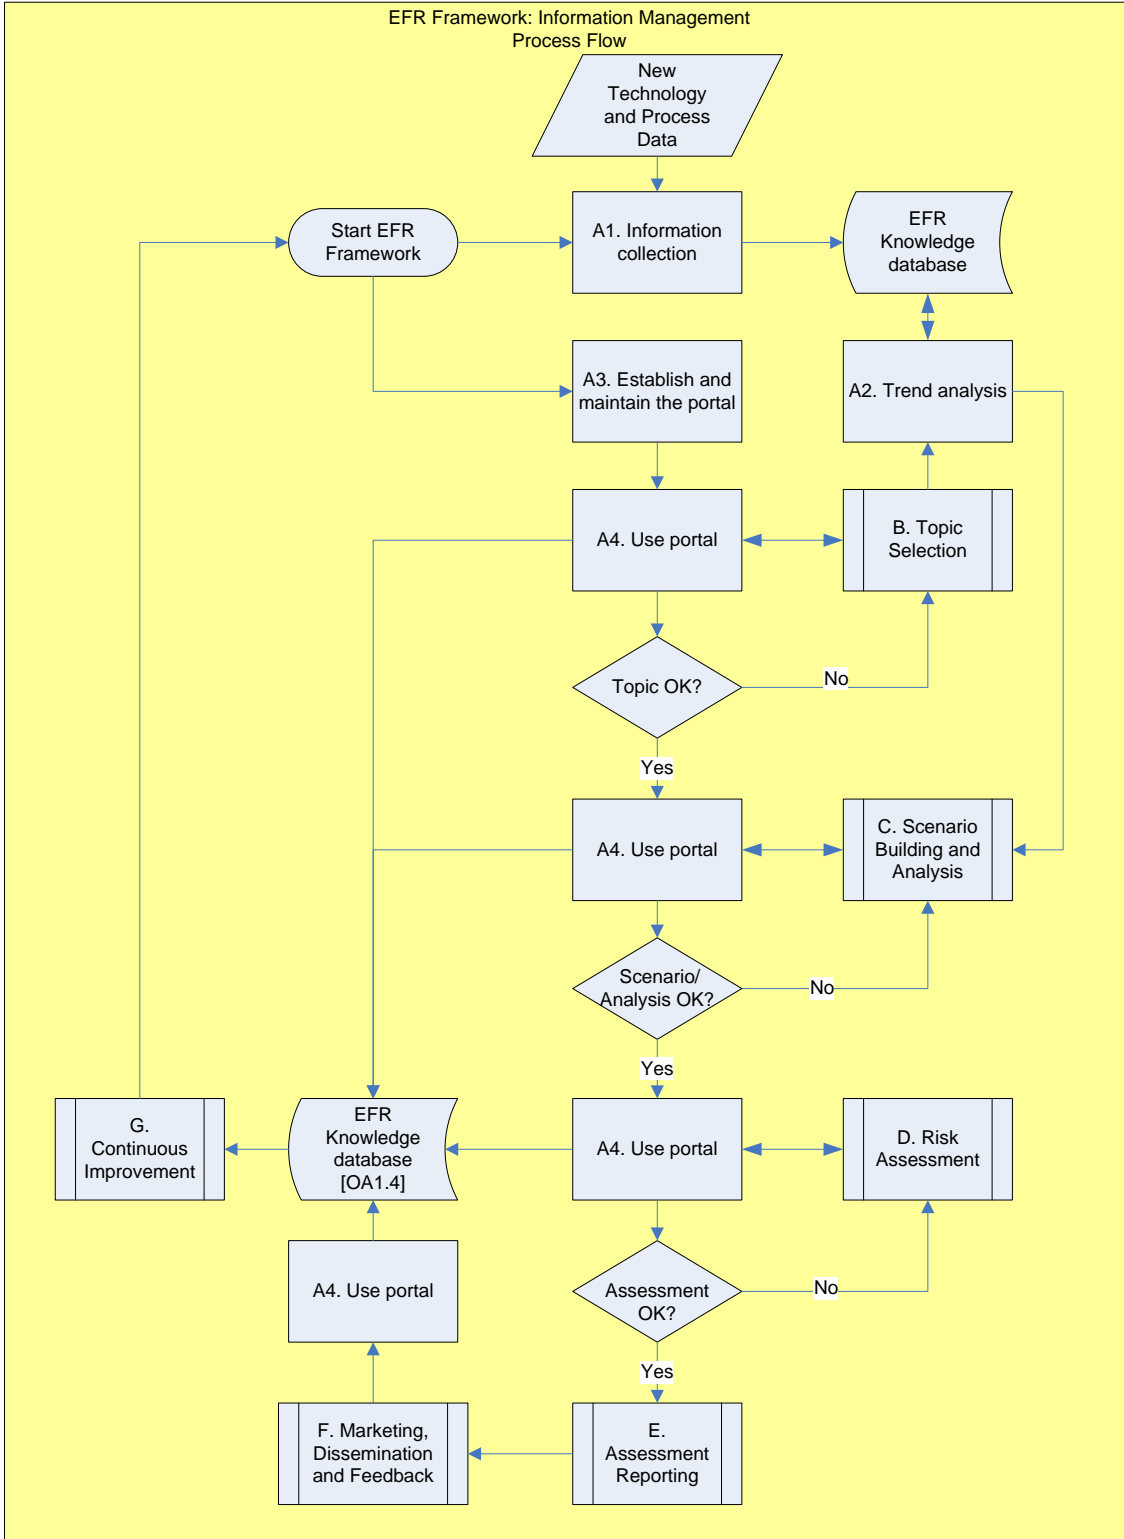 EFR Framework: Information Management
Process Flow
New
Technology
and Process
Data
Start EFR
Framework
A1. Information
collection
EFR
Knowledge
database
A3. Establish and
maintain the portal
A2. Trend analysis
A4. Use portal
B. Topic
Selection
Topic OK?
No
Yes
A4. Use portal
C. Scenario
Building and
Analysis
Scenario/
Analysis OK?
No
Yes
G.
Continuous
Improvement
EFR
Knowledge
database
[OA1.4]
A4. Use portal
D. Risk
Assessment
A4. Use portal
Assessment
OK?
No
Yes
F. Marketing,
Dissemination
and Feedback
E.
Assessment
Reporting